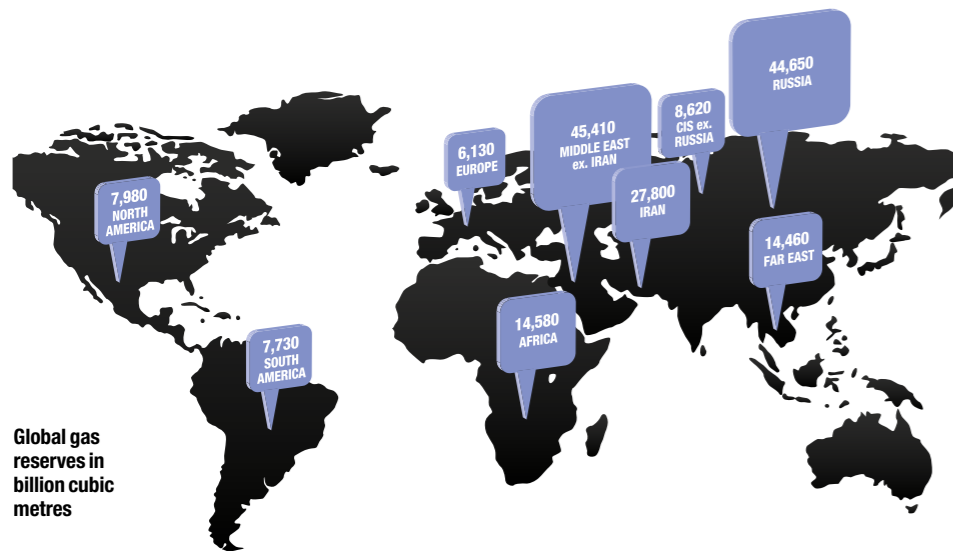 44,650
RUSSIA
8,620
CIS ex.
RUSSIA
45,410
MIDDLE EAST
ex. IRAN
6,130
EUROPE
7,980
NORTH
AMERICA
27,800
IRAN
14,460
FAR EAST
14,580
AFRICA
7,730
SOUTH
AMERICA
Global gas
reserves in
billion cubic
metres